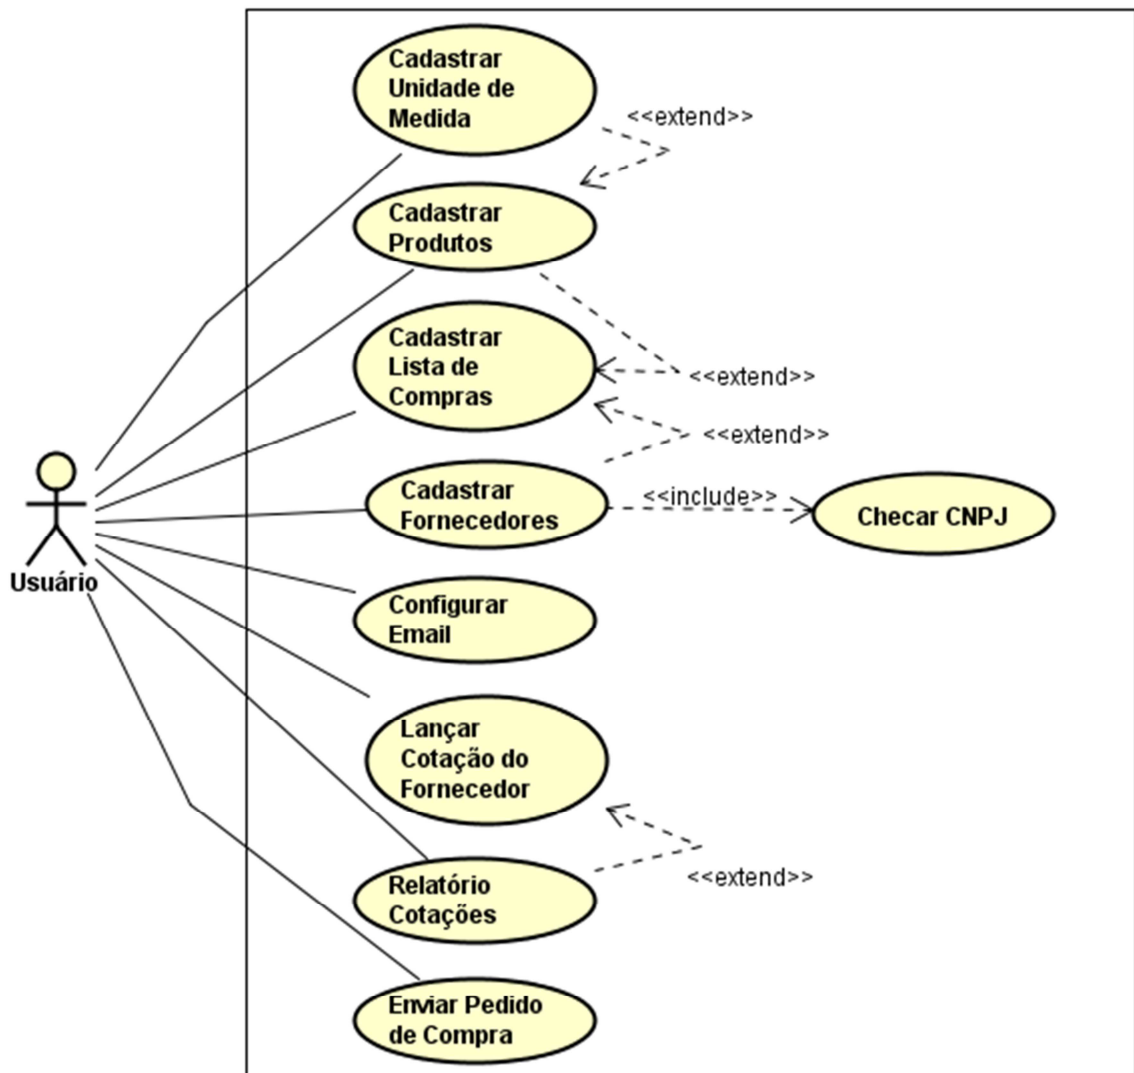 Cadastrar
Unidade de
Medida
<<extend>>
Cadastrar
Produtos
Cadastrar
Lista de
Compras
<<extend>>
<<extend>>
Cadastrar
Fornecedores
<<include>>
Checar CNPJ
Usuário
Configurar
Email
Lançar
Cotação do
Fornecedor
<<extend>>
Relatório
Cotações
Enviar Pedido
de Compra